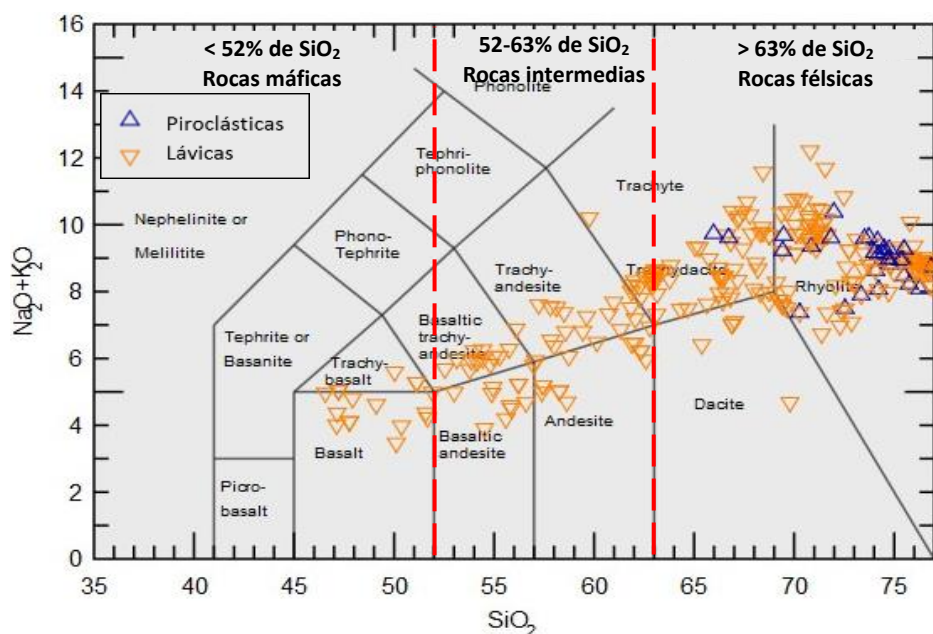 < 52% de SiO₂
Rocas máficas
52-63% de SiO₂
Rocas intermedias
> 63% de SiO₂
Rocas félsicas
Piroclásticas
Lávicas
Phonolite
Tephri-
phonolite
Trachyte
Nephelinite or
Melilitite
Phono-
Tephrite
Trachy-
andesite
Trachydacite
Rhyolite
Tephrite or
Basanite
Basaltic
trachy-
andesite
Trachy-
basalt
Basalt
Basaltic
andesite
Andesite
Dacite
Picro-
basalt
Na₂O+K₂O
16
14
12
10
8
6
4
2
0
35 40 45 50 55 60 65 70 75
SiO₂